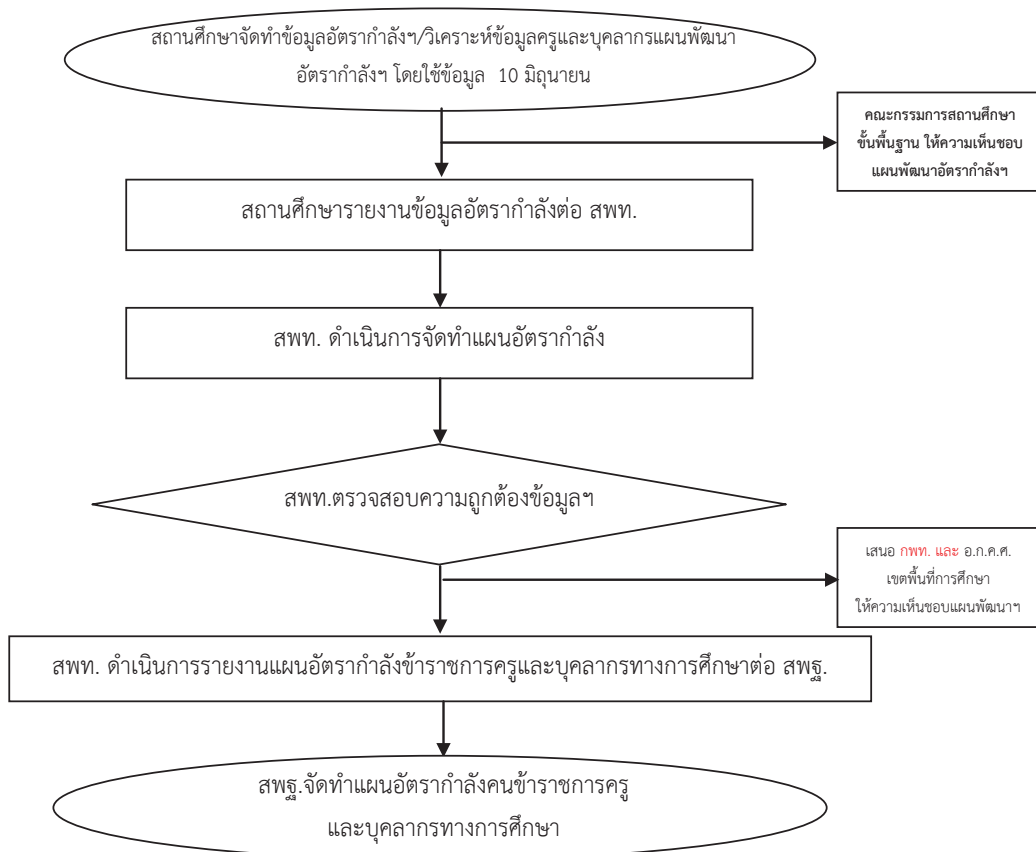 สถานศึกษาจัดทำข้อมูลอัตรากำลังฯ/วิเคราะห์ข้อมูลครูและบุคลากรแผนพัฒนา
อัตรากำลังฯ โดยใช้ข้อมูล 10 มิถุนายน
คณะกรรมการสถานศึกษา
ขั้นพื้นฐาน ให้ความเห็นชอบ
แผนพัฒนาอัตรากำลังฯ
สถานศึกษารายงานข้อมูลอัตรากำลังต่อ สพท.
สพท. ดำเนินการจัดทำแผนอัตรากำลัง
สพท.ตรวจสอบความถูกต้องข้อมูลฯ
เสนอ กพท. และ อ.ก.ค.ศ.
เขตพื้นที่การศึกษา
ให้ความเห็นชอบแผนพัฒนาฯ
สพท. ดำเนินการรายงานแผนอัตรากำลังข้าราชการครูและบุคลากรทางการศึกษาต่อ สพฐ.
สพฐ.จัดทำแผนอัตรากำลังคนข้าราชการครู
และบุคลากรทางการศึกษา